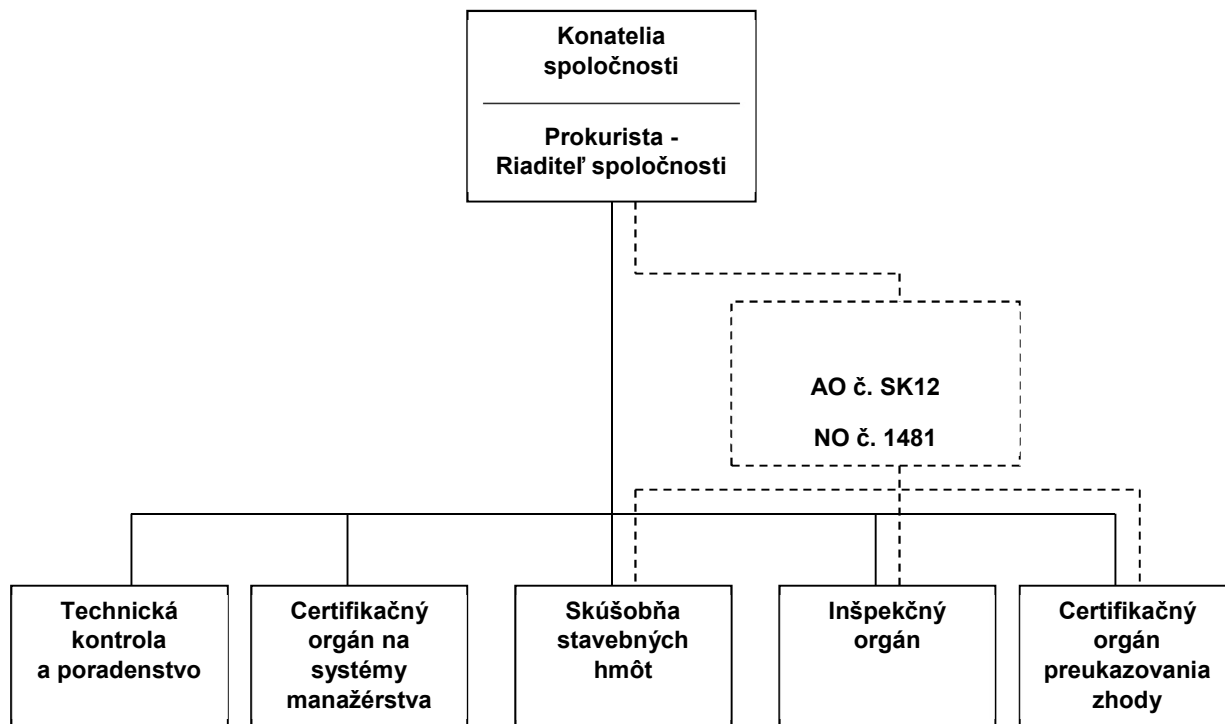 Konatelia
spoločnosti
Prokurista -
Riaditeľ spoločnosti
AO č. SK12
NO č. 1481
Technická
kontrola
a poradenstvo
Certifikačný
orgán na
systémy
manažérstva
Skúšobňa
stavebných
hmôt
Inšpekčný
orgán
Certifikačný
orgán
preukazovania
zhody